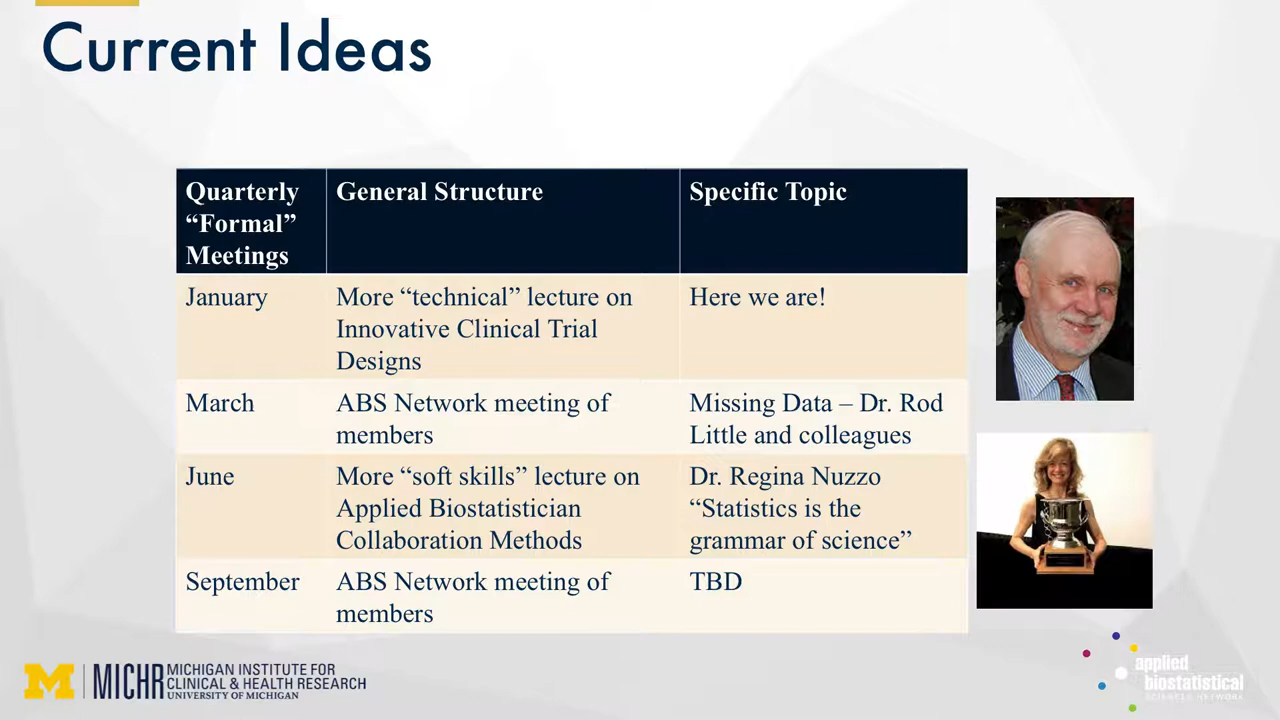 Current Ideas
Quarterly
“Formal”
Meetings
General Structure
Specific Topic
January
More “technical” lecture on
Innovative Clinical Trial
Designs
Here we are!
March
ABS Network meeting of
members
Missing Data – Dr. Rod
Little and colleagues
June
More “soft skills” lecture on
Applied Biostatistician
Collaboration Methods
Dr. Regina Nuzzo
“Statistics is the
grammar of science”
September
ABS Network meeting of
members
TBD
M
MICHR
MICHIGAN INSTITUTE FOR
CLINICAL & HEALTH RESEARCH
UNIVERSITY OF MICHIGAN
applied
biostatistical
SCIENCES NETWORK